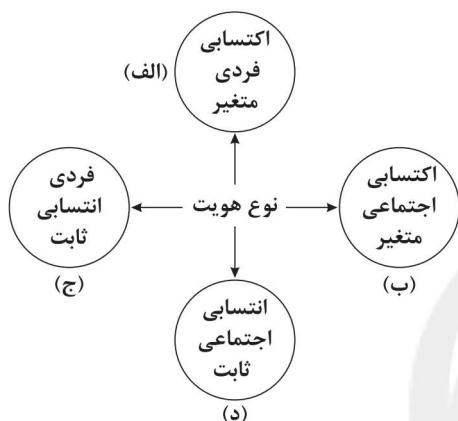 اکتسابی
فردی
متغیر
(الف)
فردی
انتسابی
ثابت
(ج)
نوع هویت
اکتسابی
اجتماعی
متغیر
(ب)
انتسابی
اجتماعی
ثابت
(د)